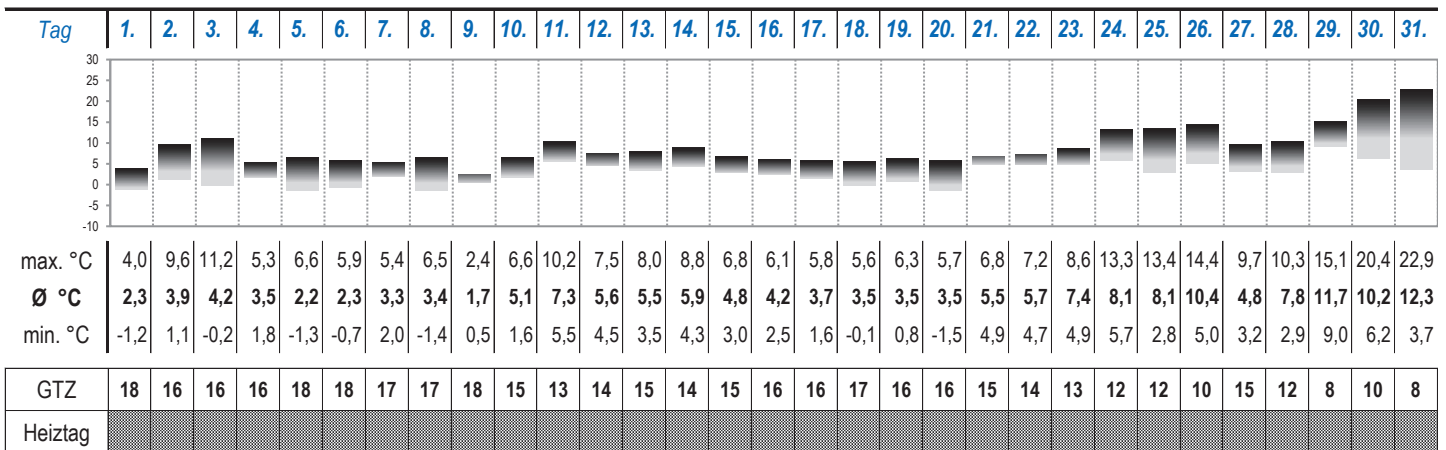 Tag 1. 2. 3. 4. 5. 6. 7. 8. 9. 10. 11. 12. 13. 14. 15. 16. 17. 18. 19. 20. 21. 22. 23. 24. 25. 26. 27. 28. 29. 30. 31.
30
25
20
15
10
5
0
-5
-10
max. °C 4,0 9,6 11,2 5,3 6,6 5,9 5,4 6,5 2,4 6,6 10,2 7,5 8,0 8,8 6,8 6,1 5,8 5,6 6,3 5,7 6,8 7,2 8,6 13,3 13,4 14,4 9,7 10,3 15,1 20,4 22,9
Ø °C 2,3 3,9 4,2 3,5 2,2 2,3 3,3 3,4 1,7 5,1 7,3 5,6 5,5 5,9 4,8 4,2 3,7 3,5 3,5 3,5 5,5 5,7 7,4 8,1 8,1 10,4 4,8 7,8 11,7 10,2 12,3
min. °C -1,2 1,1 -0,2 1,8 -1,3 -0,7 2,0 -1,4 0,5 1,6 5,5 4,5 3,5 4,3 3,0 2,5 1,6 -0,1 0,8 -1,5 4,9 4,7 4,9 5,7 2,8 5,0 3,2 2,9 9,0 6,2 3,7
GTZ 18 16 16 16 18 18 17 17 18 15 13 14 15 14 15 16 16 17 16 16 15 14 13 12 12 10 15 12 8 10 8
Heiztag